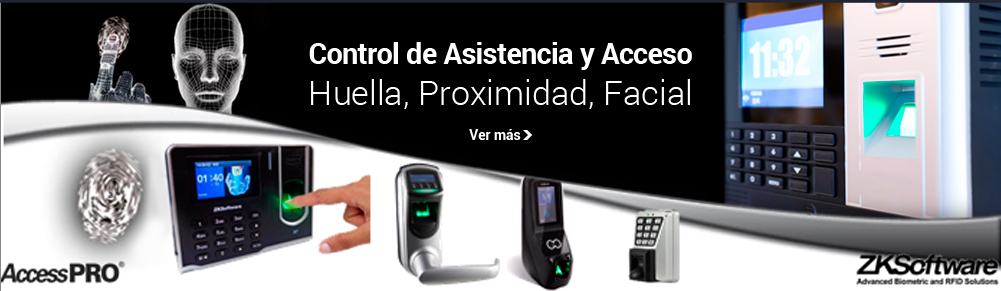 Control de Asistencia y Acceso
Huella, Proximidad, Facial
Ver más
11:32
01:40
ZKSoftware
AccessPRO®
ZKSoftware
Advanced Biometric and RFID Solutions